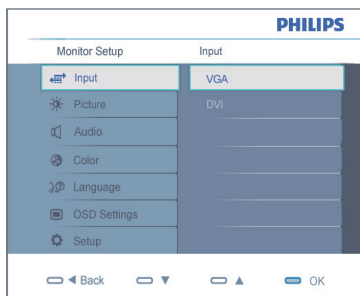 PHILIPS
Monitor Setup Input
Input VGA
Picture DVI
Audio
Color
Language
OSD Settings
Setup
Back OK